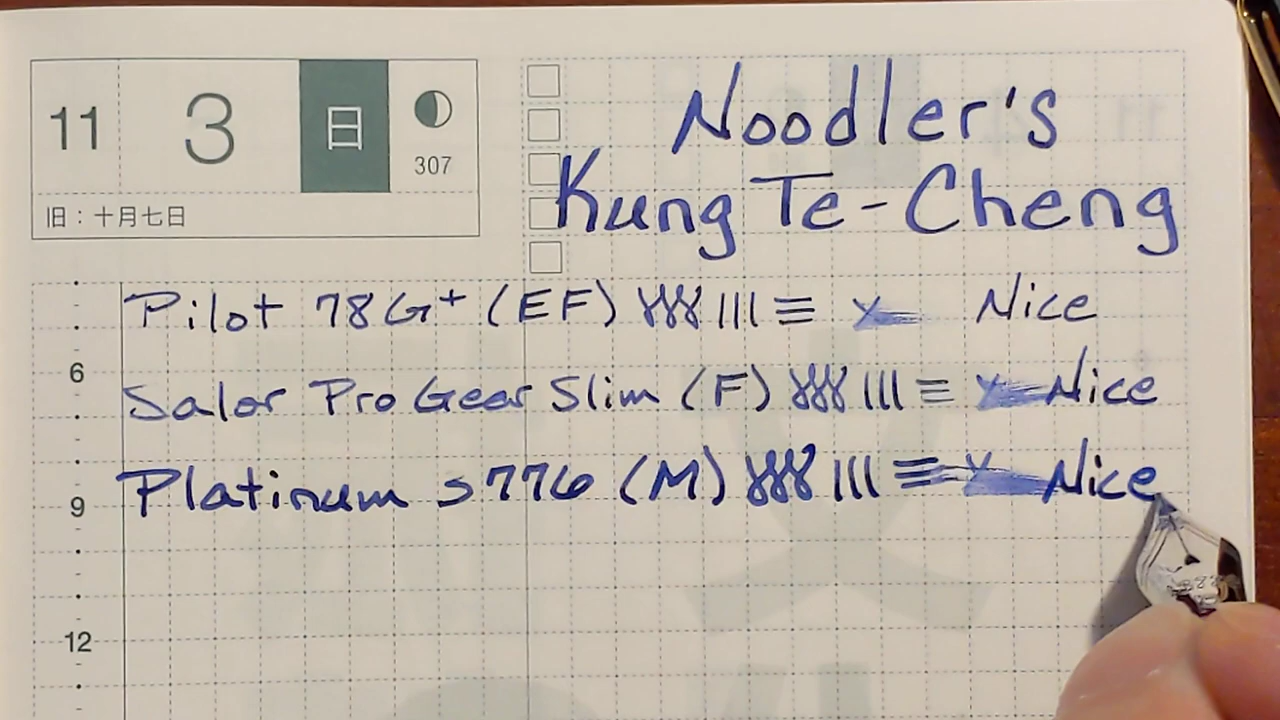 11 3 日
307
旧：十月七日
Noodler's
Kung Te-Cheng
Pilot 78G+ (EF) Nice
6
Sailor Pro Gear Slim (F) Nice
Platinum 3776 (M) Nice
9
12